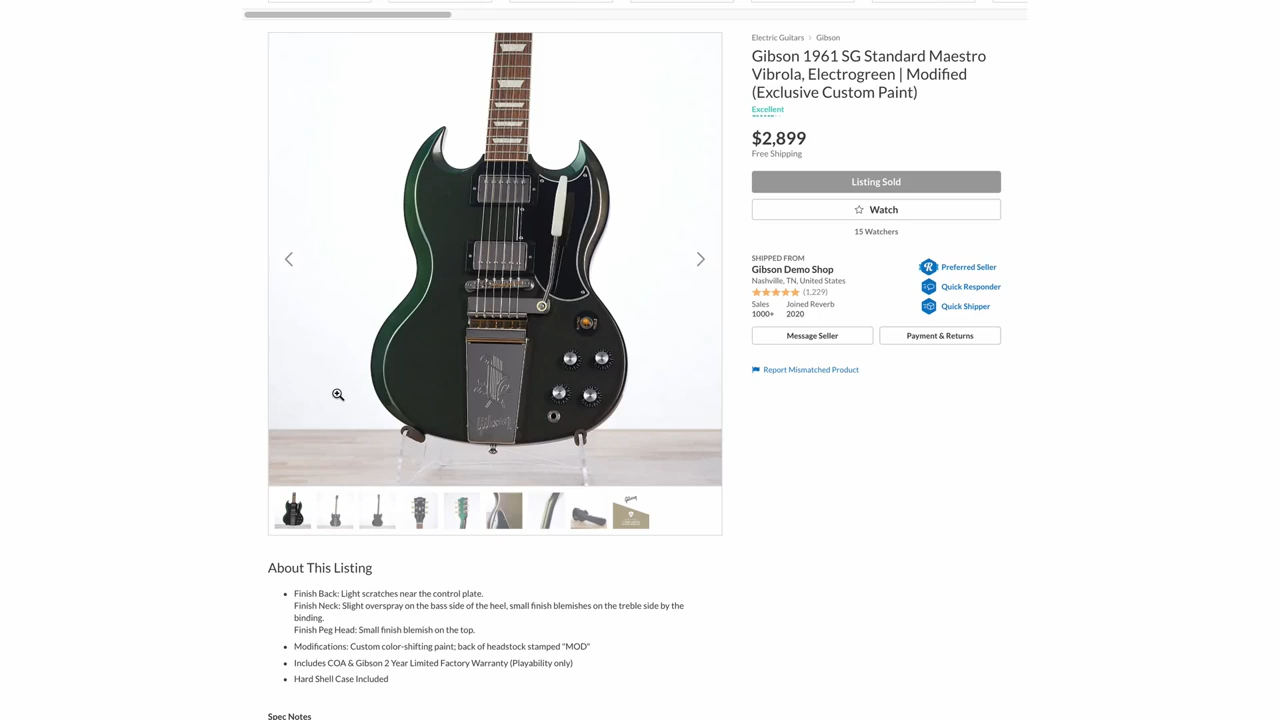 Electric Guitars > Gibson
Gibson 1961 SG Standard Maestro
Vibrola, Electrogreen | Modified
(Exclusive Custom Paint)
Excellent
$2,899
Free Shipping
Listing Sold
Watch
15 Watchers
SHIPPED FROM
Gibson Demo Shop
Nashville, TN, United States
(1,229)
Sales Joined Reverb
1000+ 2020
Preferred Seller
Quick Responder
Quick Shipper
Message Seller Payment & Returns
Report Mismatched Product
Gibson
About This Listing
Finish Back: Light scratches near the control plate.
Finish Neck: Slight overspray on the bass side of the heel, small finish blemishes on the treble side by the
binding.
Finish Peg Head: Small finish blemish on the top.
Modifications: Custom color-shifting paint; back of headstock stamped "MOD"
Includes COA & Gibson 2 Year Limited Factory Warranty (Playability only)
Hard Shell Case Included
Spec Notes